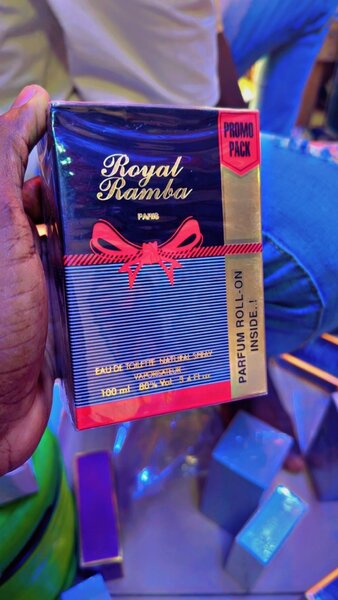 PROMO
PACK
Royal
Ramba
PARIS
EAU DE TOILETTE NATURAL SPRAY
VAPORISATEUR
100 ml 80% Vol 3.4 fl.oz
PARFUM ROLL-ON
INSIDE..!